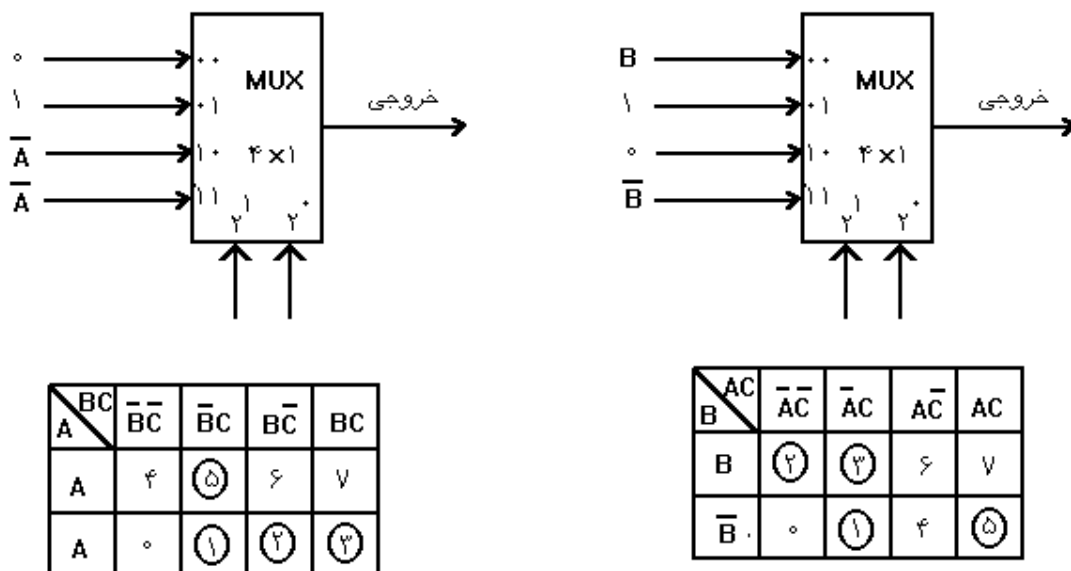 ۰ ۰۰
MUX
۱ ۰۱ خروجی
A̅ ۱۰ ۴×۱
A̅ ۱۱
۲¹ ۲۰
B ۰۰
MUX
۱ ۰۱ خروجی
۰ ۱۰ ۴×۱
B̅ ۱۱
۲¹ ۲۰
A BC B̅C̅ B̅C BC̅ BC
A ۴ ۵ ۶ ۷
A ۰ ۱ ۲ ۳
B AC A̅C̅ A̅C AC̅ AC
B ۲ ۳ ۶ ۷
B̅ ۰ ۱ ۴ ۵